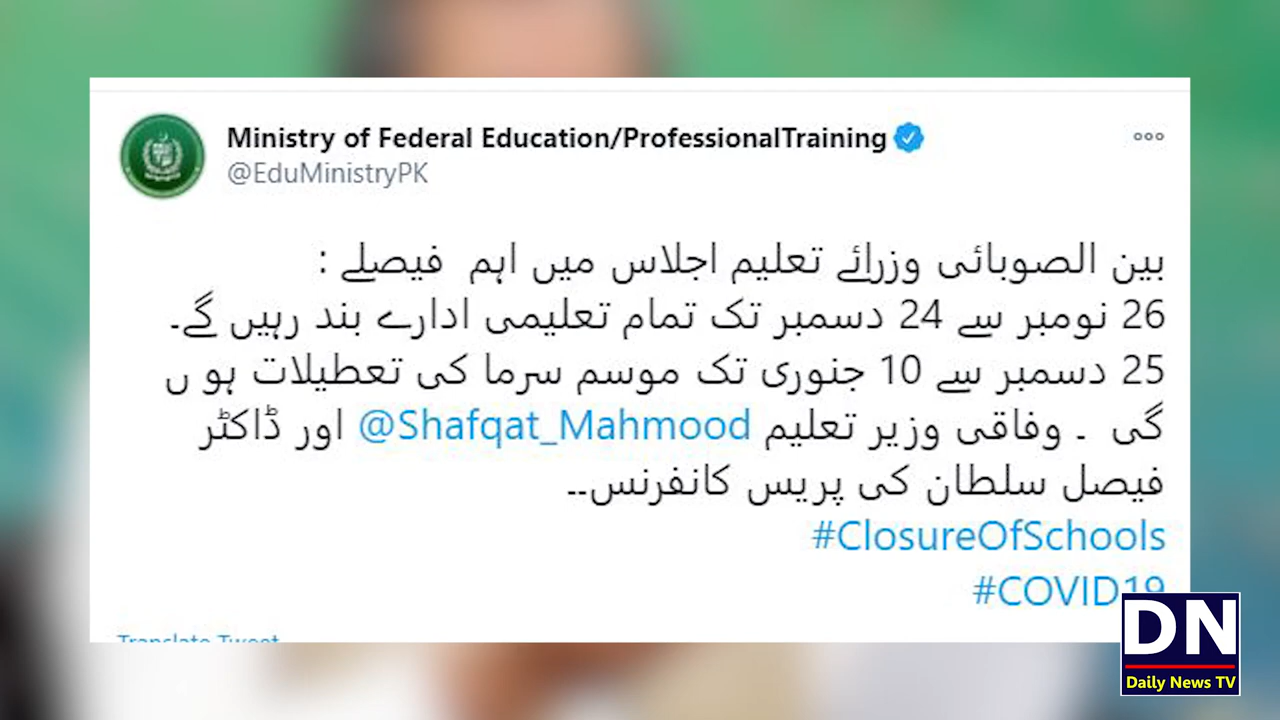 Ministry of Federal Education/ProfessionalTraining
@EduMinistryPK
بین الصوبائی وزرائے تعلیم اجلاس میں اہم فیصلے :
26 نومبر سے 24 دسمبر تک تمام تعلیمی ادارے بند رہیں گے۔
25 دسمبر سے 10 جنوری تک موسم سرما کی تعطیلات ہو ں
گی ۔ وفاقی وزیر تعلیم @Shafqat_Mahmood اور ڈاکٹر
فیصل سلطان کی پریس کانفرنس۔۔
#ClosureOfSchools
#COVID19
Translate Tweet
DN
Daily News TV